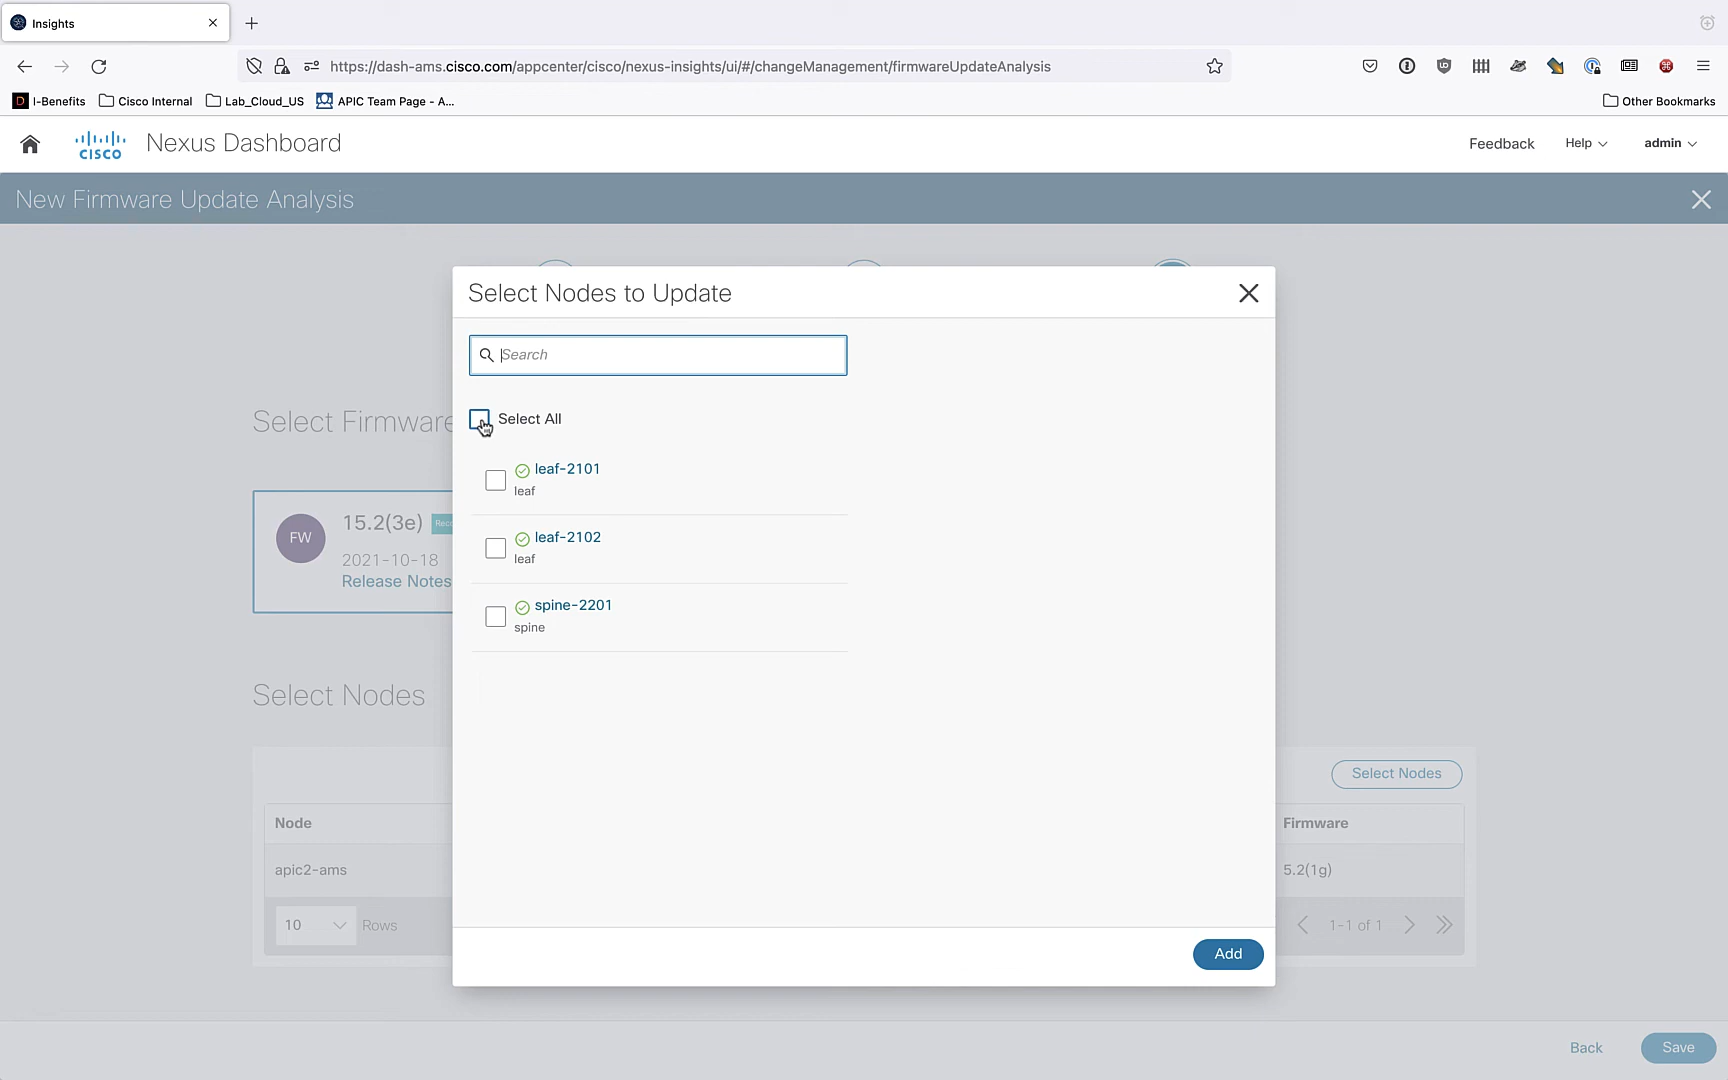 Insights
https://dash-ams.cisco.com/appcenter/cisco/nexus-insights/ui/#/changeManagement/firmwareUpdateAnalysis
I-Benefits
Cisco Internal
Lab_Cloud_US
APIC Team Page - A...
Other Bookmarks
CISCO
Nexus Dashboard
Feedback
Help
admin
New Firmware Update Analysis
Select Nodes to Update
Search
Select All
leaf-2101
leaf
leaf-2102
leaf
spine-2201
spine
Add
Select Firmware
FW
15.2(3e)
2021-10-18
Release Notes
Select Nodes
Select Nodes
Node
Firmware
apic2-ams
5.2(1g)
10
Rows
1-1 of 1
Back
Save